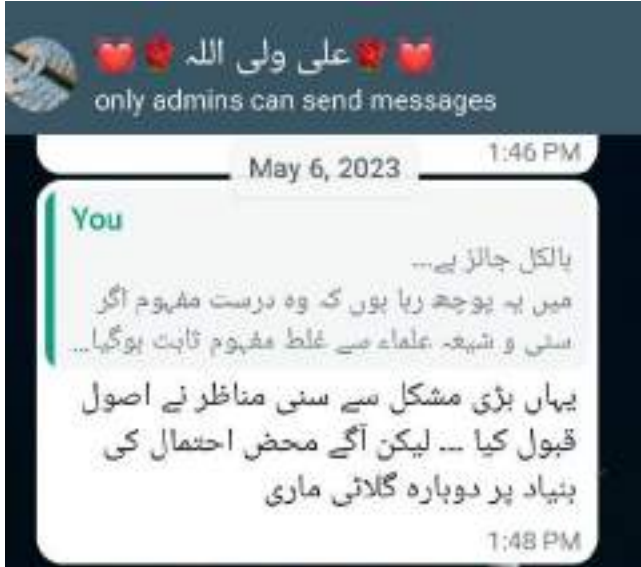 💓🌹علی ولی اللہ 🌹💓
only admins can send messages
1:46 PM
May 6, 2023
You
بالکل جائز ہے...
میں یہ پوچھ رہا ہوں کہ وہ درست مفہوم اگر
سنی و شیعہ علماء سے غلط مفہوم ثابت ہوگیا...
یہاں بڑی مشکل سے سنی مناظر نے اصول
قبول کیا ... لیکن آگے محض احتمال کی
بنیاد پر دوبارہ گلاٹی ماری
1:48 PM